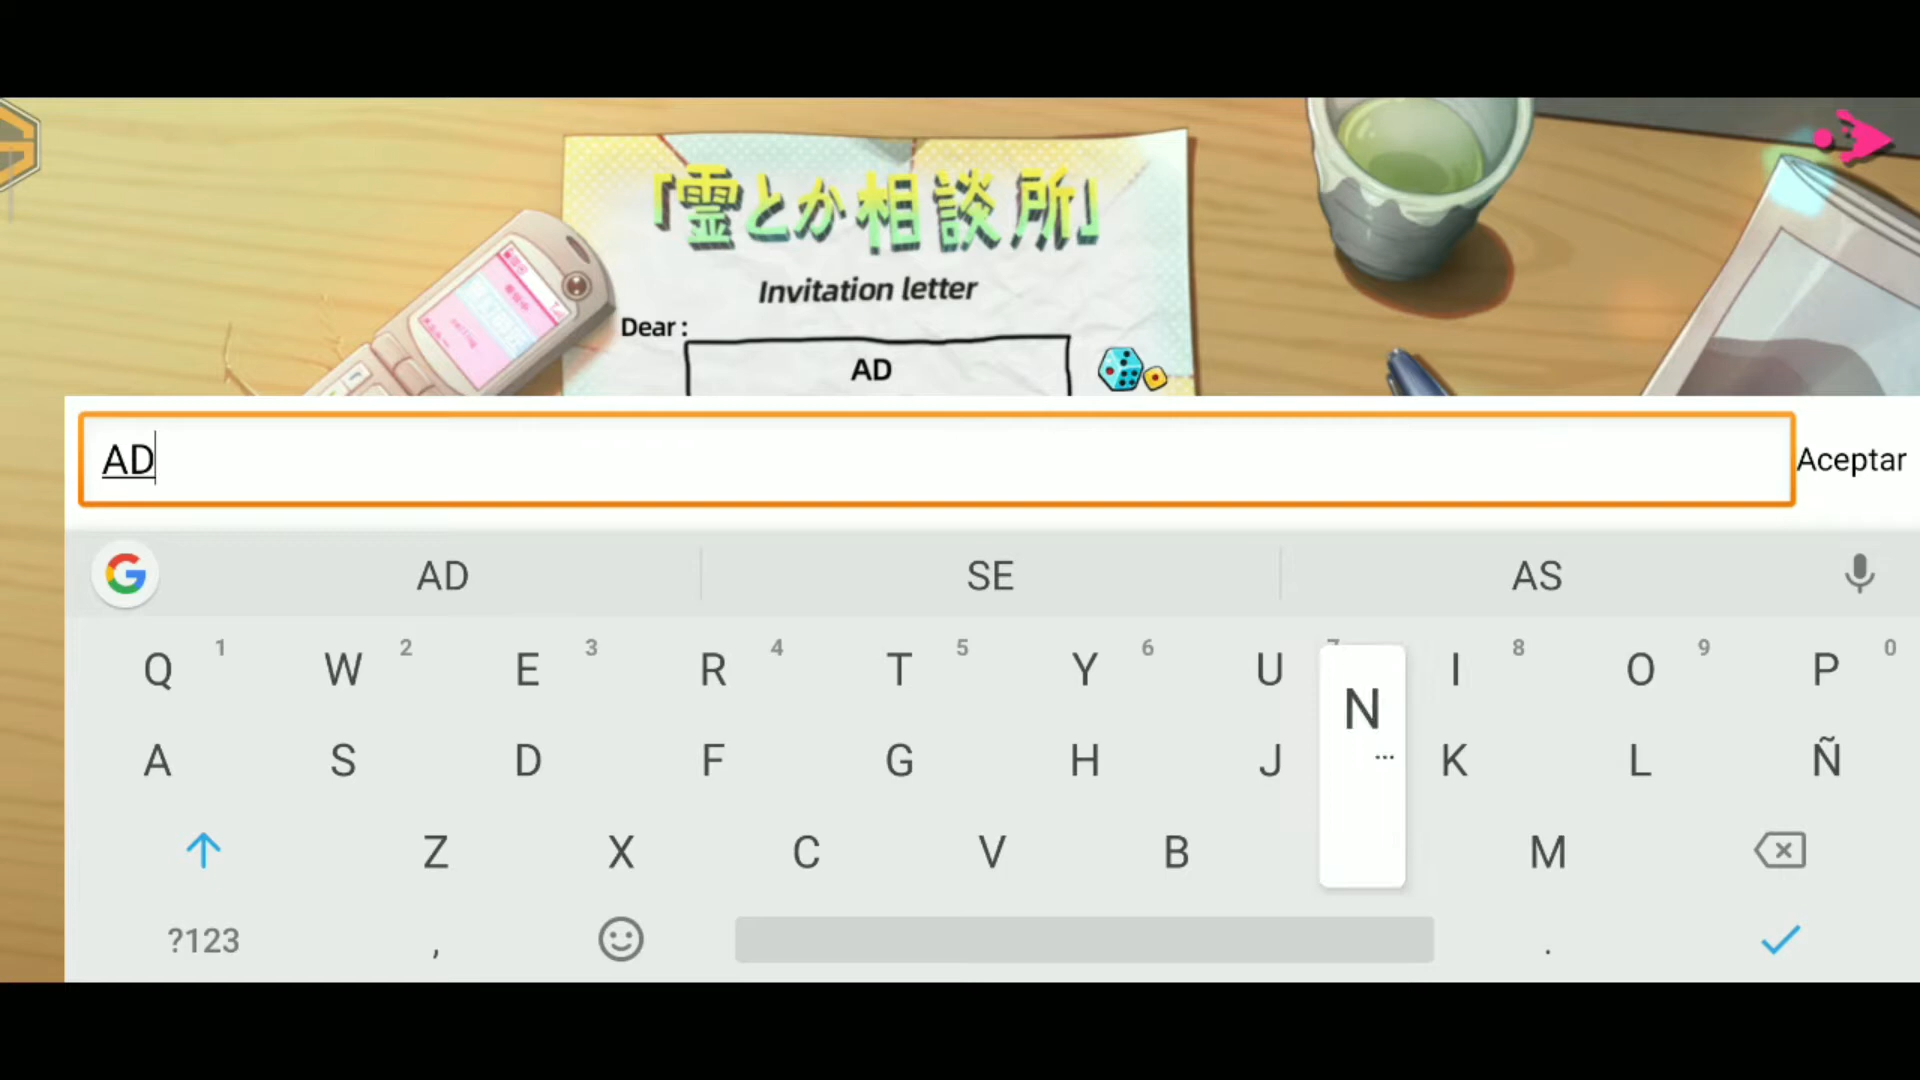 「霊とか相談所」
Invitation letter
Dear :
AD
AD
Aceptar
AD SE AS
1 2 3 4 5 6 7 8 9 0
Q W E R T Y U I O P
N
...
A S D F G H J K L Ñ
Z X C V B M
?123 , .